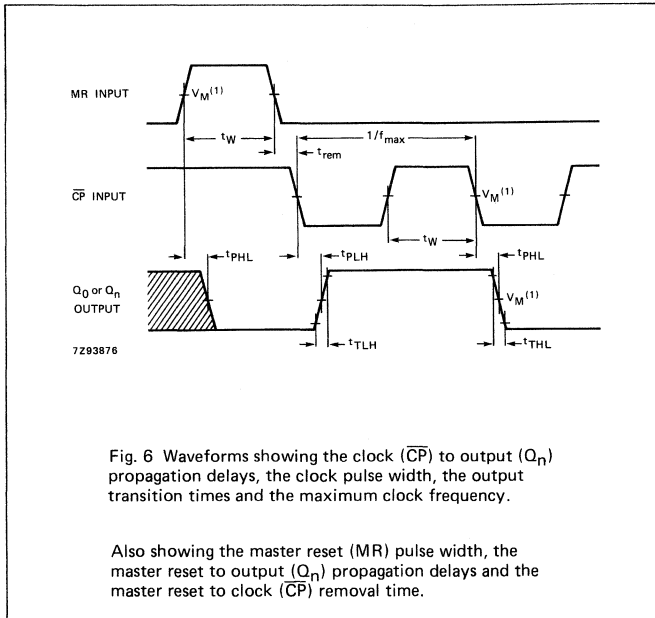 MR INPUT
V_M(1)
t_W
1/f_max
t_rem
C̅P̅ INPUT
V_M(1)
t_W
t_PHL
t_PLH
t_PHL
Q_0 or Q_n
OUTPUT
V_M(1)
7Z93876
t_TLH
t_THL
Fig. 6 Waveforms showing the clock (C̅P̅) to output (Q_n)
propagation delays, the clock pulse width, the output
transition times and the maximum clock frequency.
Also showing the master reset (MR) pulse width, the
master reset to output (Q_n) propagation delays and the
master reset to clock (C̅P̅) removal time.